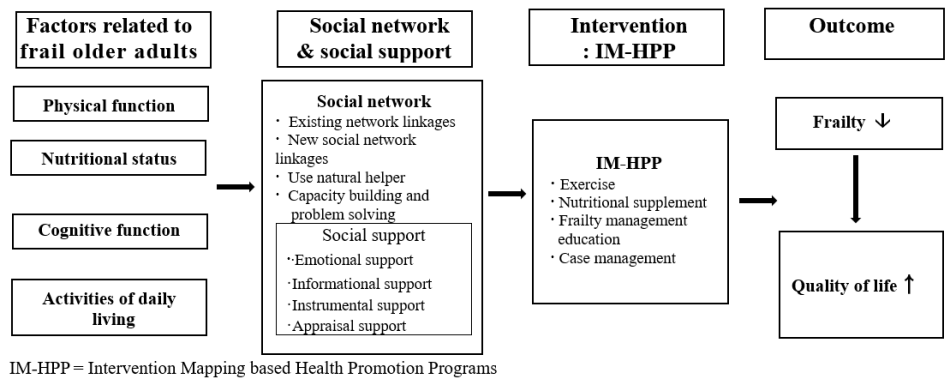 Factors related to
frail older adults
Physical function
Nutritional status
Cognitive function
Activities of daily
living
Social network
& social support
Social network
· Existing network linkages
· New social network
linkages
· Use natural helper
· Capacity building and
problem solving
Social support
··Emotional support
·Informational support
·Instrumental support
·Appraisal support
Intervention
: IM-HPP
IM-HPP
· Exercise
· Nutritional supplement
· Frailty management
education
· Case management
Outcome
Frailty ↓
Quality of life ↑
IM-HPP = Intervention Mapping based Health Promotion Programs